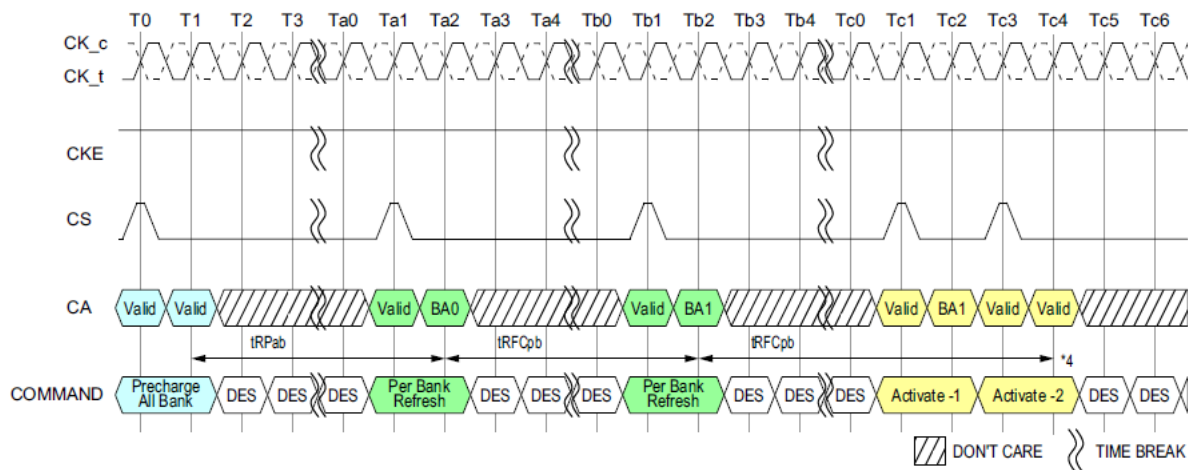 T0 T1 T2 T3 Ta0 Ta1 Ta2 Ta3 Ta4 Tb0 Tb1 Tb2 Tb3 Tb4 Tc0 Tc1 Tc2 Tc3 Tc4 Tc5 Tc6
CK_c
CK_t
CKE
CS
CA Valid Valid Valid BA0 Valid BA1 Valid BA1 Valid Valid
tRPab tRFCpb tRFCpb *4
COMMAND Precharge All Bank DES DES DES Per Bank Refresh DES DES DES Per Bank Refresh DES DES DES Activate -1 Activate -2 DES DES
DON'T CARE TIME BREAK